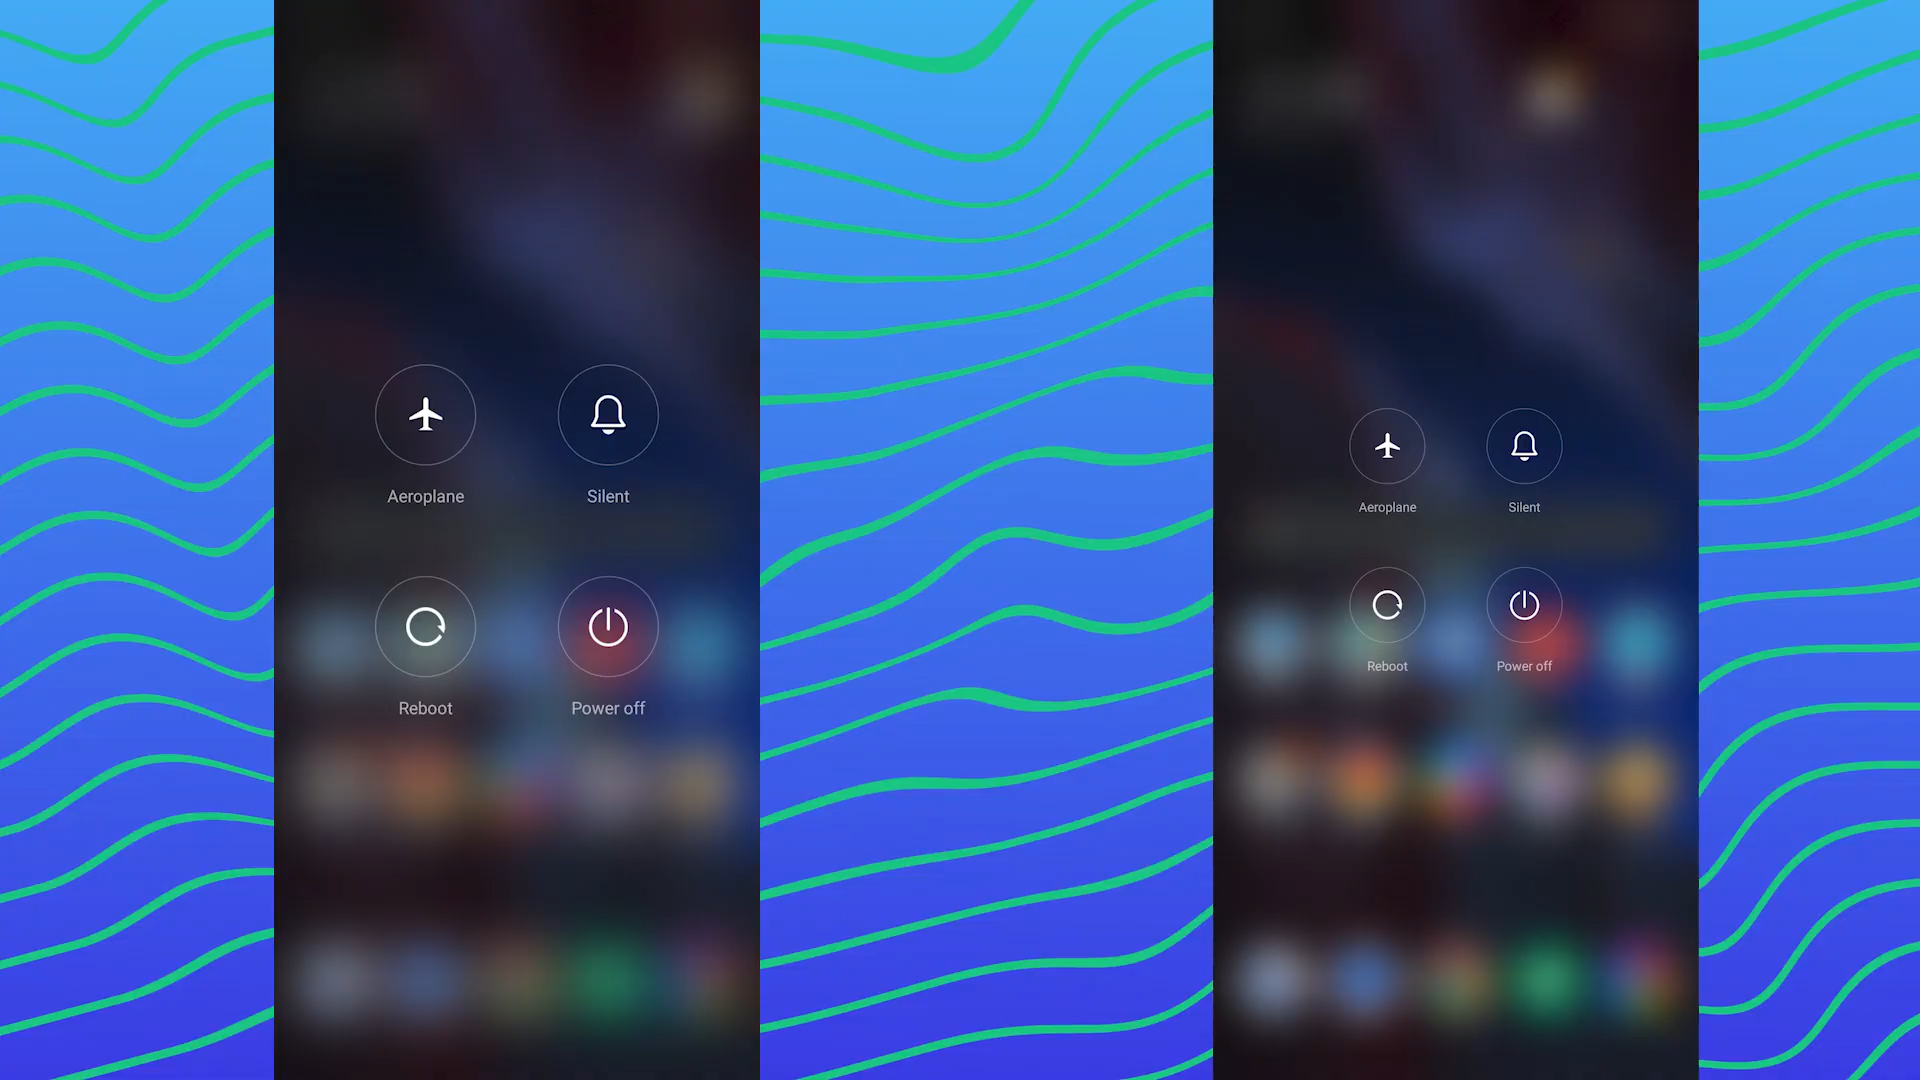 Aeroplane
Silent
Reboot
Power off
Aeroplane
Silent
Reboot
Power off